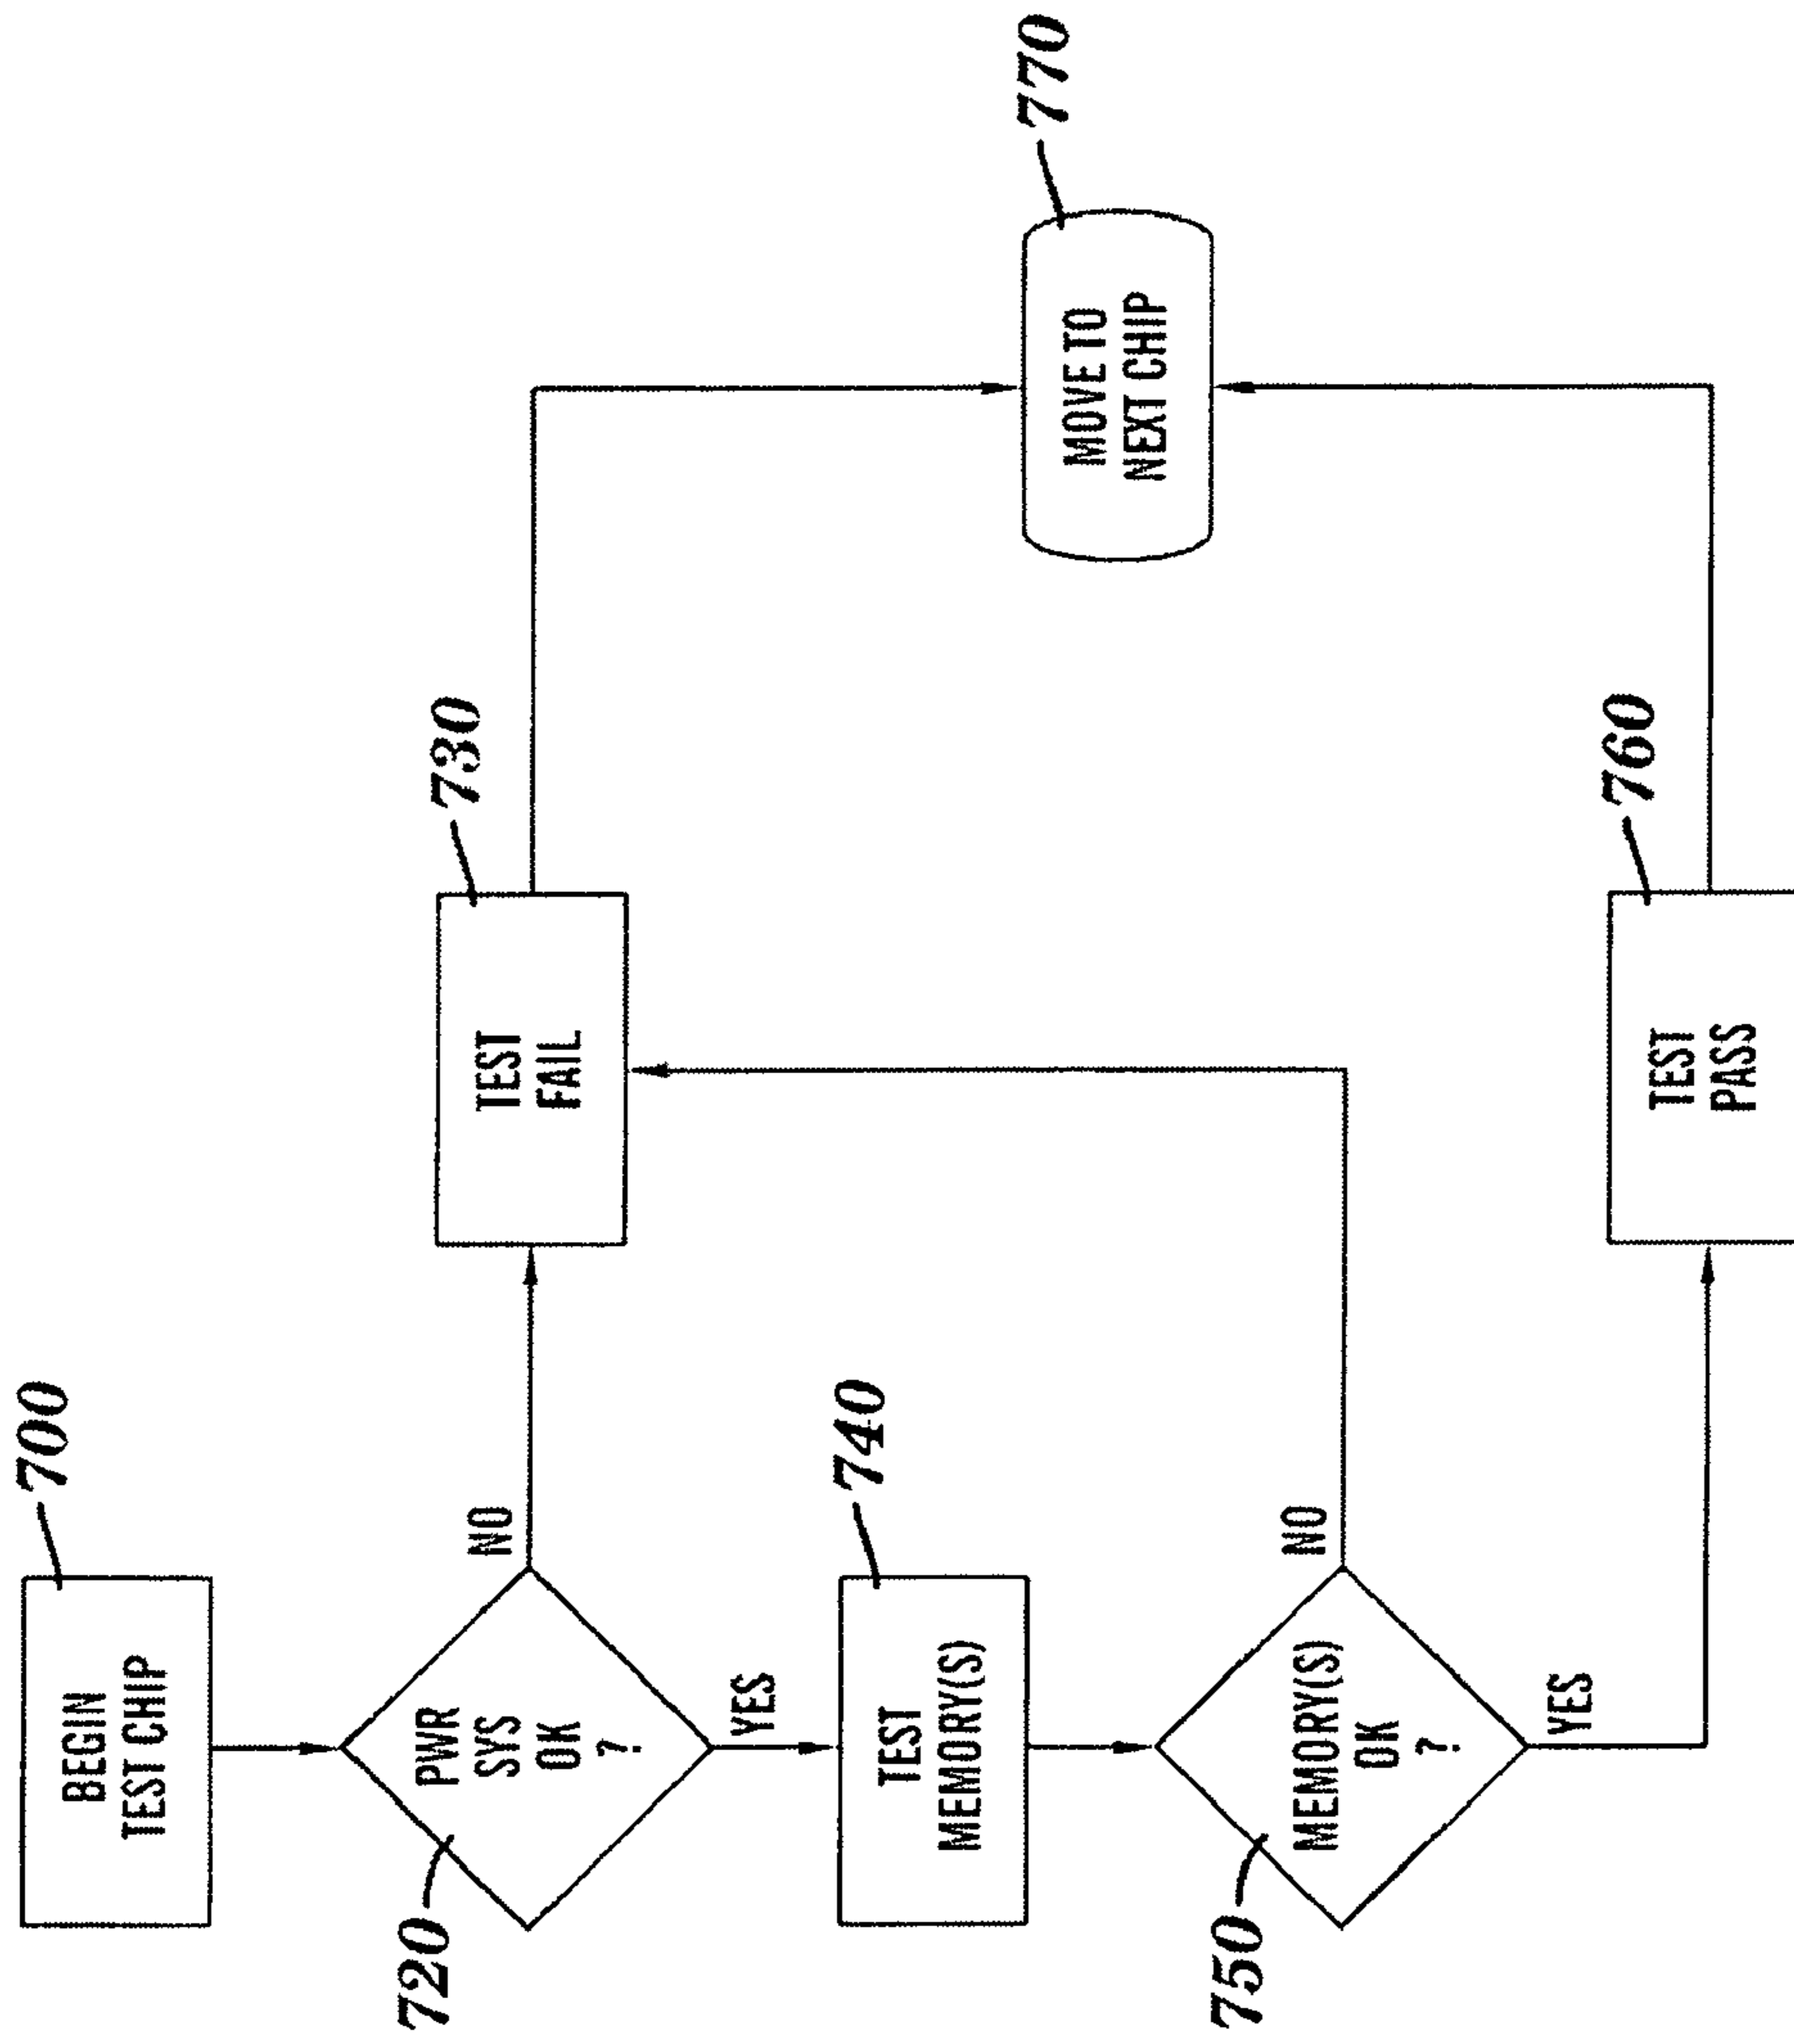 700
BEGIN
TEST CHIP
720
PWR
SYS
OK
?
NO
YES
730
TEST
FAIL
740
TEST
MEMORY(S)
750
MEMORY(S)
OK
?
NO
YES
760
TEST
PASS
770
MOVE TO
NEXT CHIP